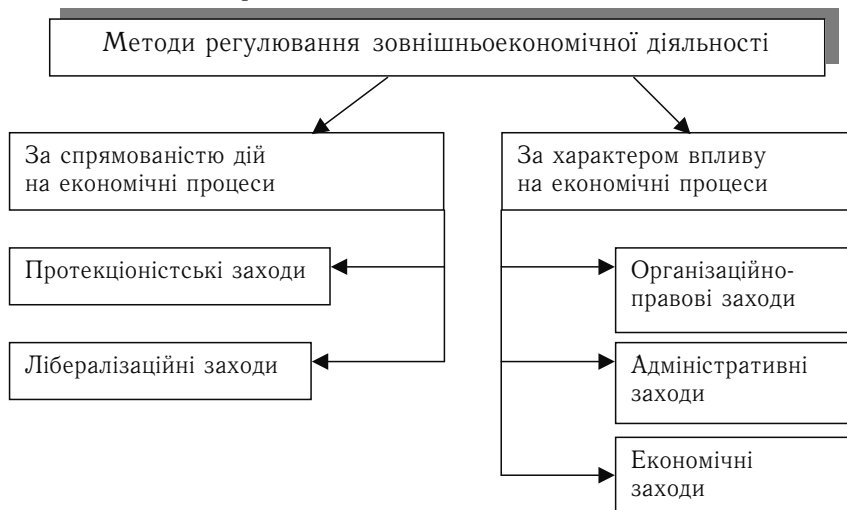 Методи регулювання зовнішньоекономічної діяльності
За спрямованістю дій
на економічні процеси
Протекціоністські заходи
Лібералізаційні заходи
За характером впливу
на економічні процеси
Організаційно-
правові заходи
Адміністративні
заходи
Економічні
заходи